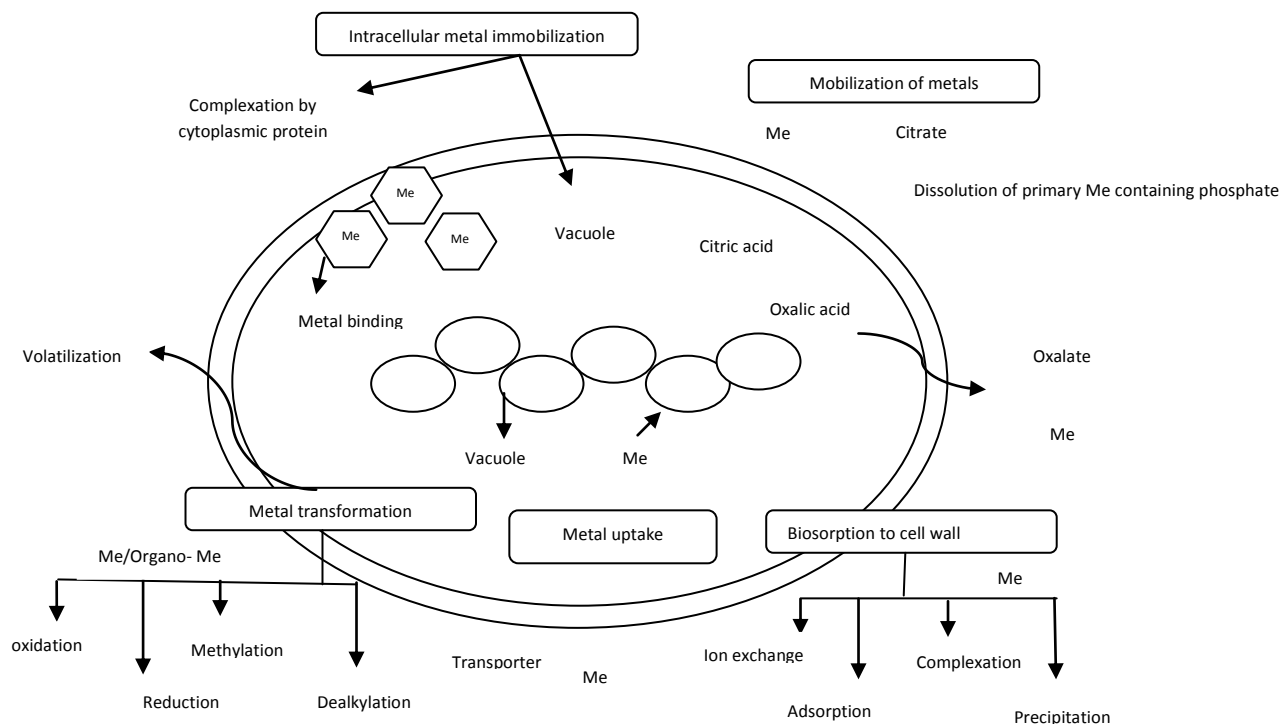 Intracellular metal immobilization
Mobilization of metals
Complexation by
cytoplasmic protein
Me
Citrate
Dissolution of primary Me containing phosphate
Me
Me
Me
Vacuole
Citric acid
Oxalic acid
Metal binding
Volatilization
Oxalate
Me
Vacuole
Me
Metal transformation
Metal uptake
Biosorption to cell wall
Me/Organo- Me
Me
oxidation
Methylation
Reduction
Dealkylation
Transporter
Me
Ion exchange
Complexation
Adsorption
Precipitation